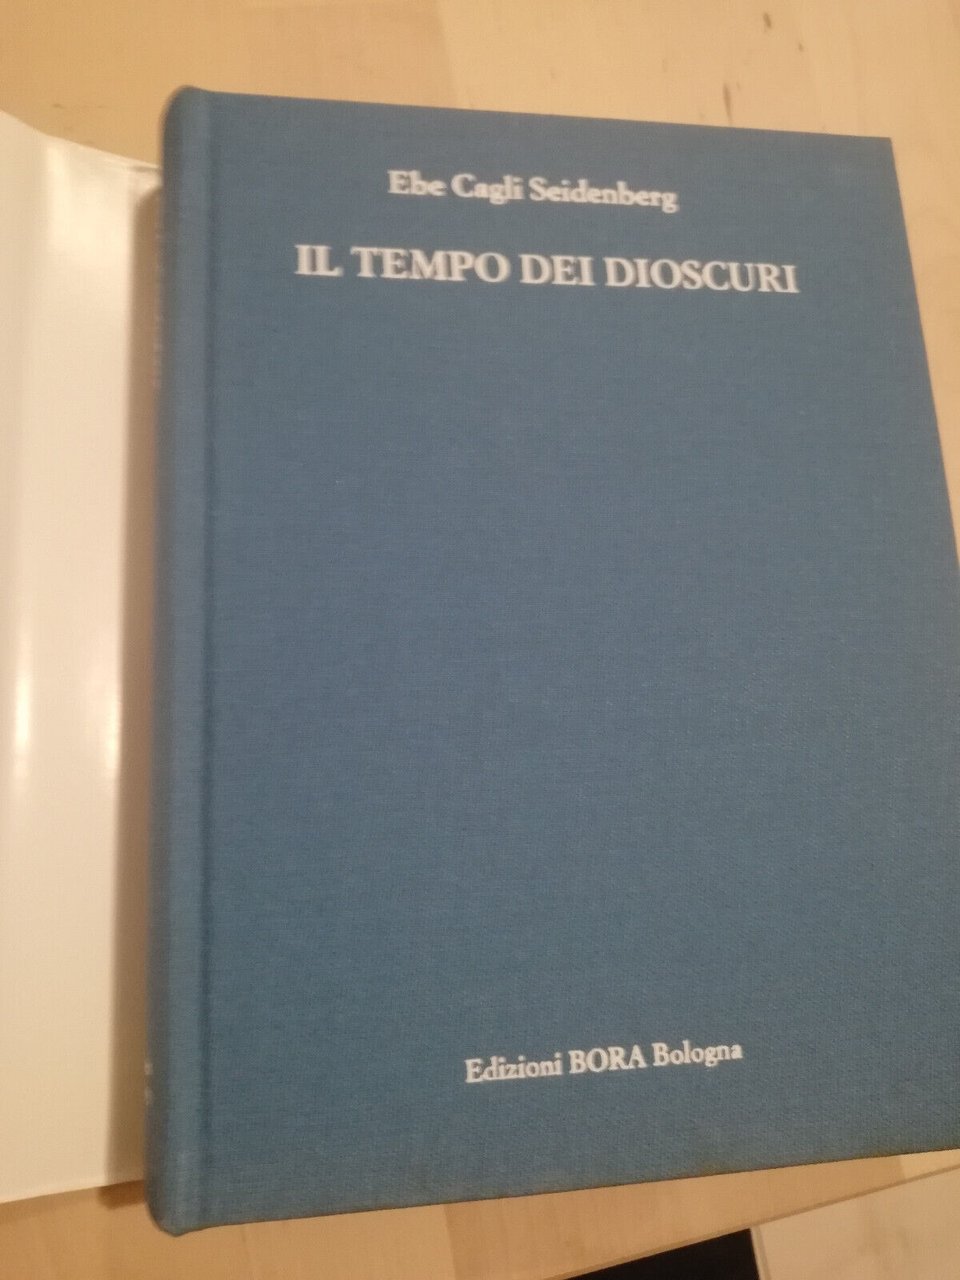 Ebe Cagli Seidenberg
IL TEMPO DEI DIOSCURI
Edizioni BORA Bologna